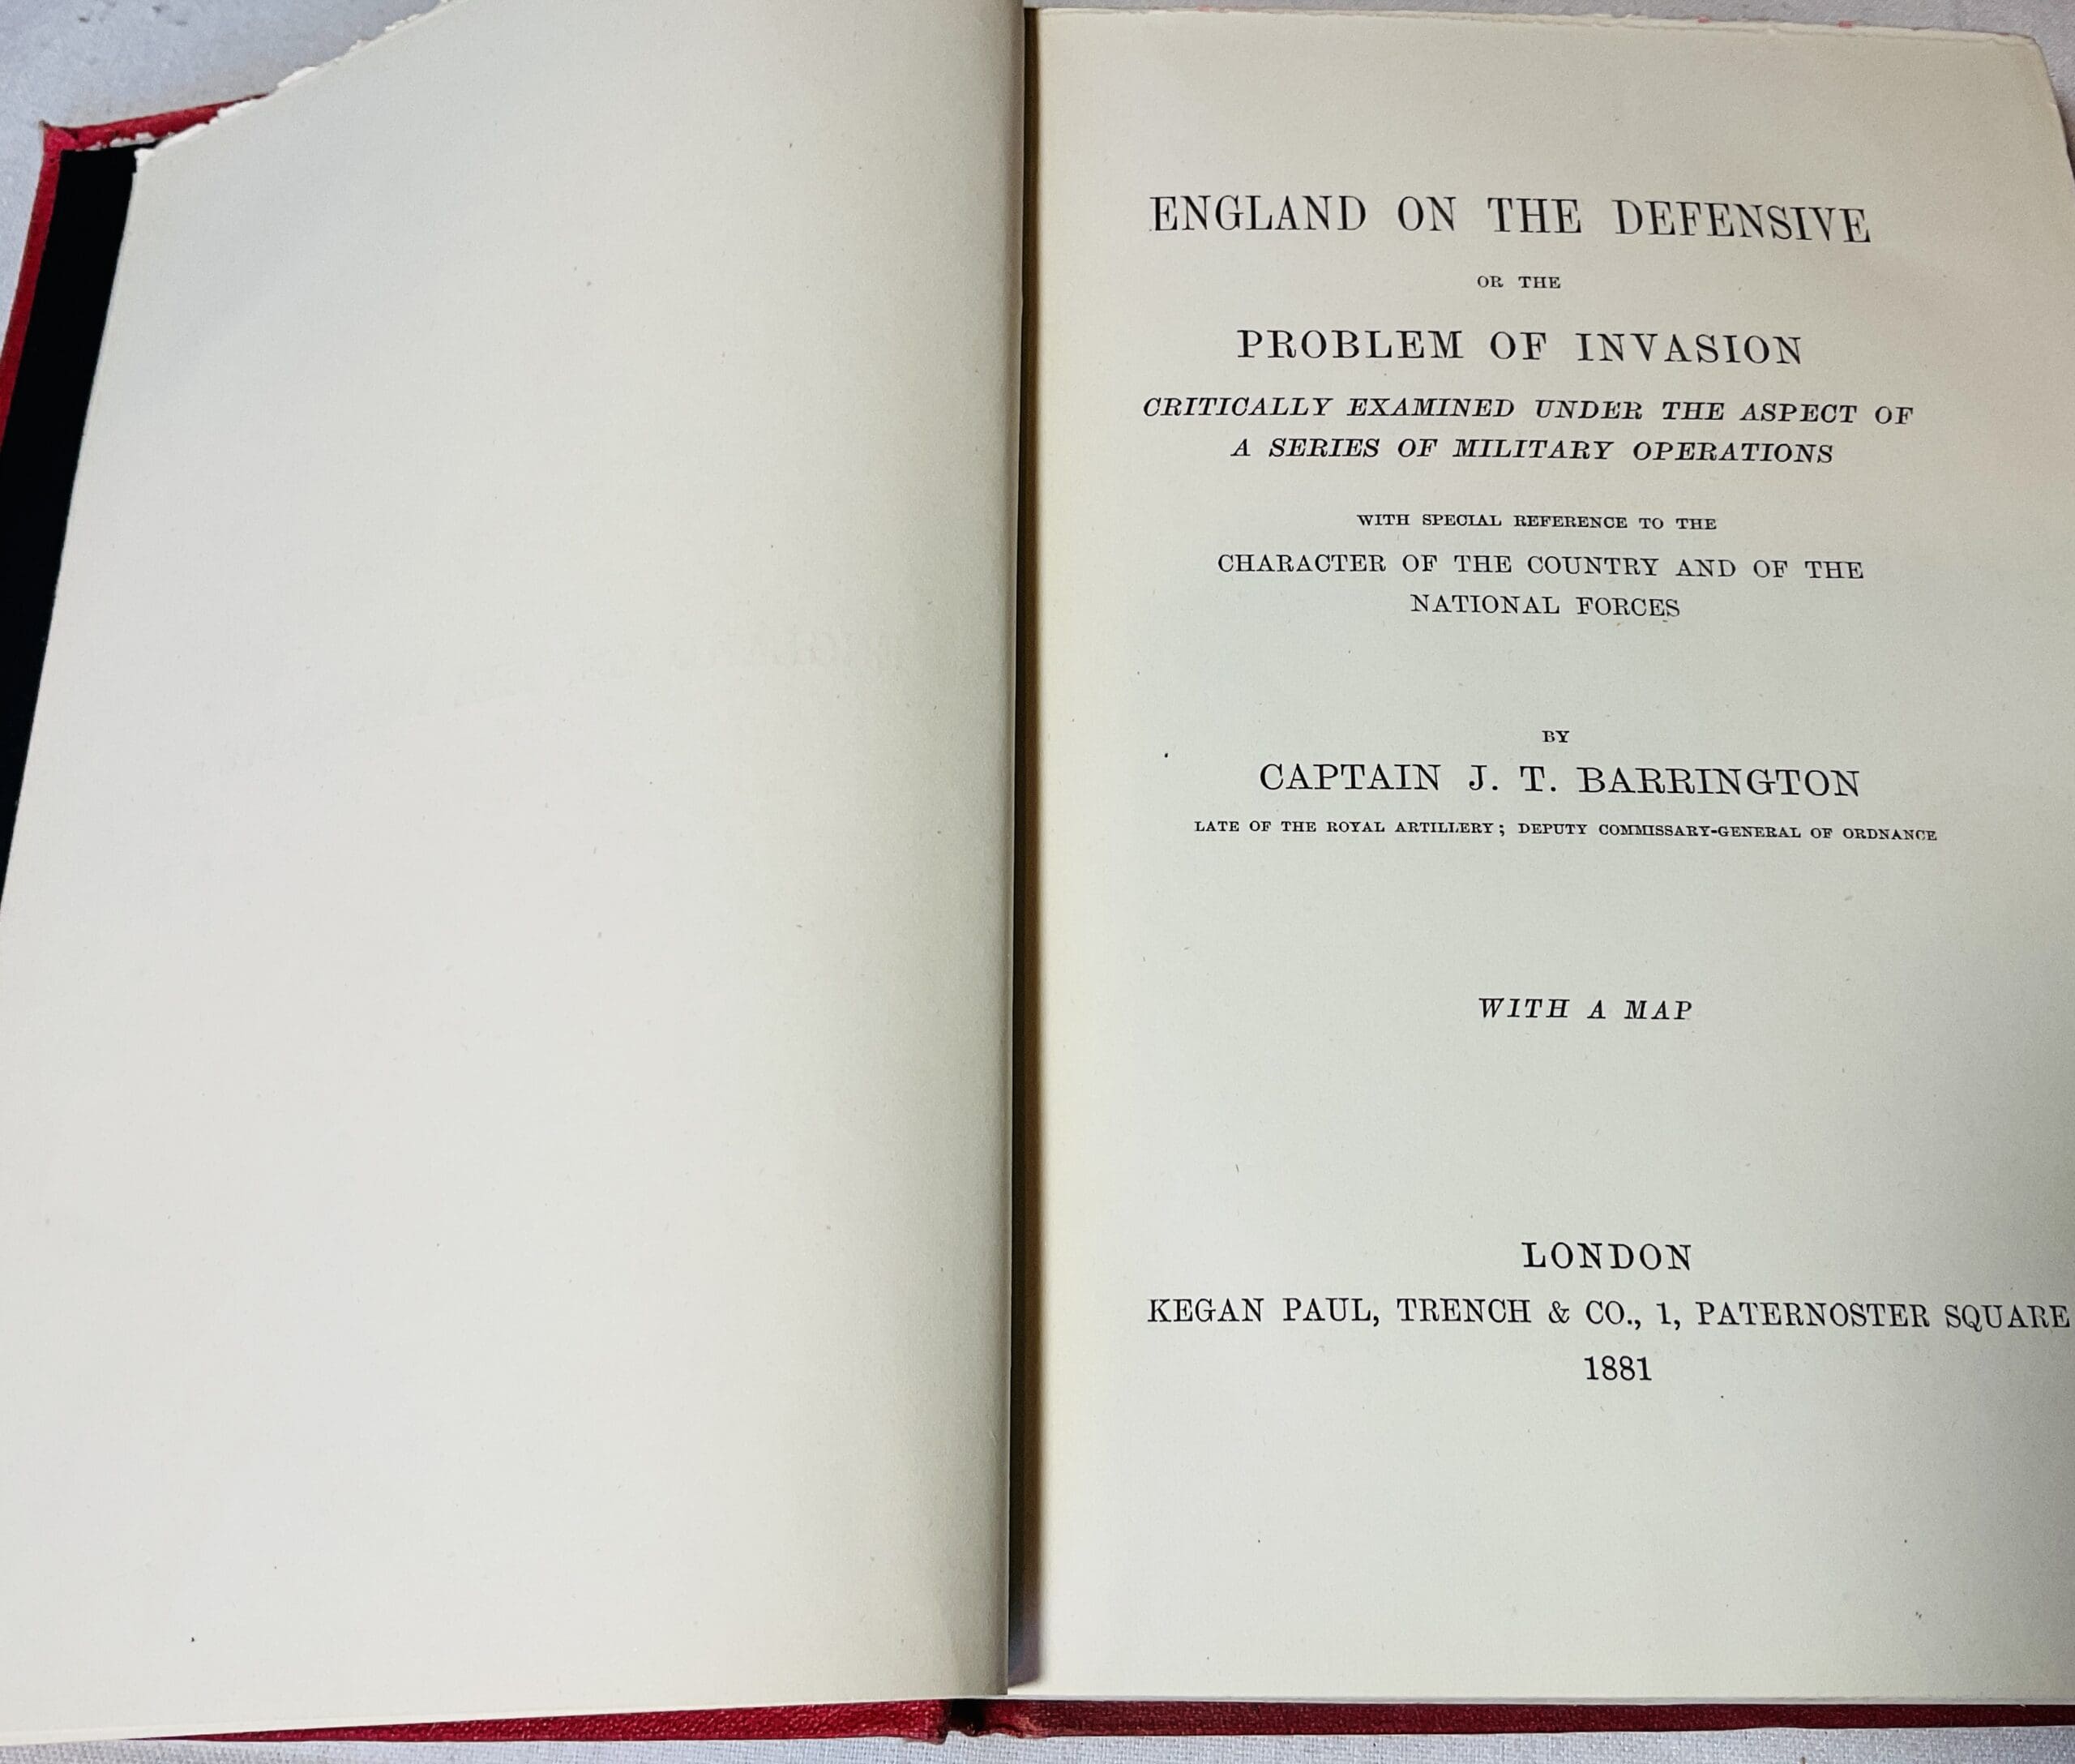 ENGLAND ON THE DEFENSIVE
OR THE
PROBLEM OF INVASION
CRITICALLY EXAMINED UNDER THE ASPECT OF
A SERIES OF MILITARY OPERATIONS
WITH SPECIAL REFERENCE TO THE
CHARACTER OF THE COUNTRY AND OF THE
NATIONAL FORCES
BY
CAPTAIN J. T. BARRINGTON
LATE OF THE ROYAL ARTILLERY; DEPUTY COMMISSARY-GENERAL OF ORDNANCE
WITH A MAP
LONDON
KEGAN PAUL, TRENCH & CO., 1, PATERNOSTER SQUARE
1881